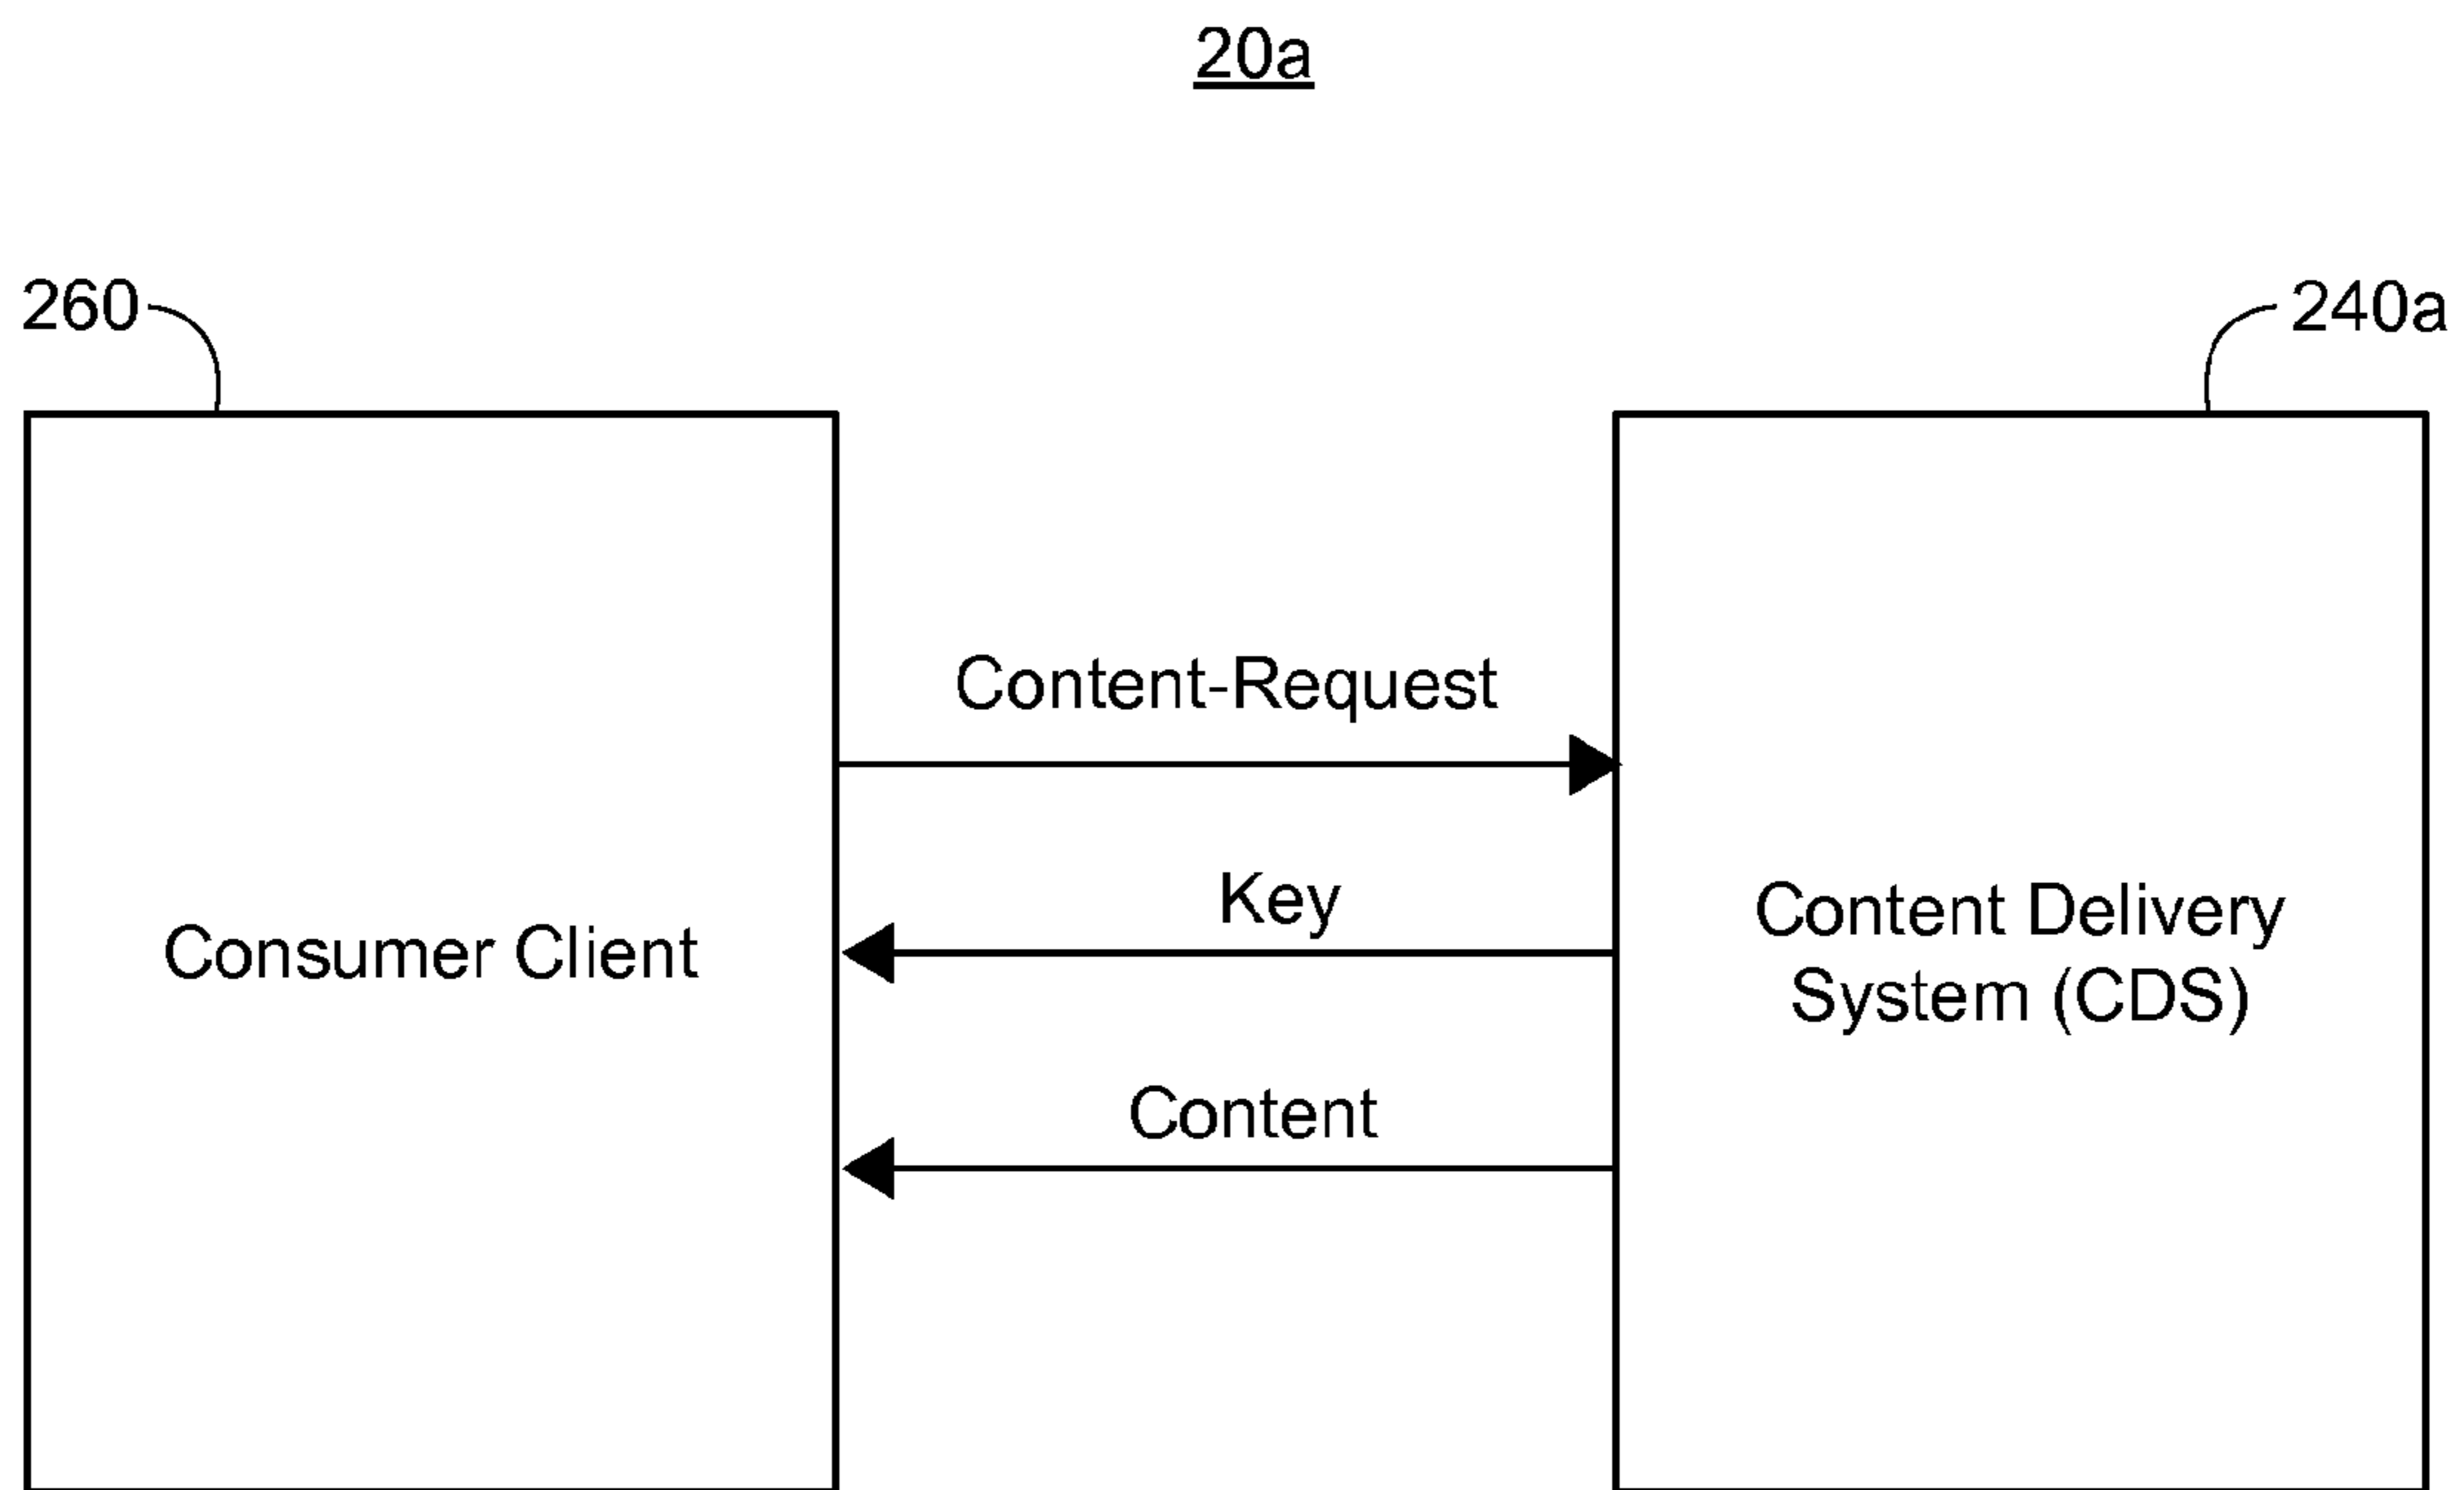 20a
260
240a
Content-Request
Key
Consumer Client
Content Delivery
System (CDS)
Content